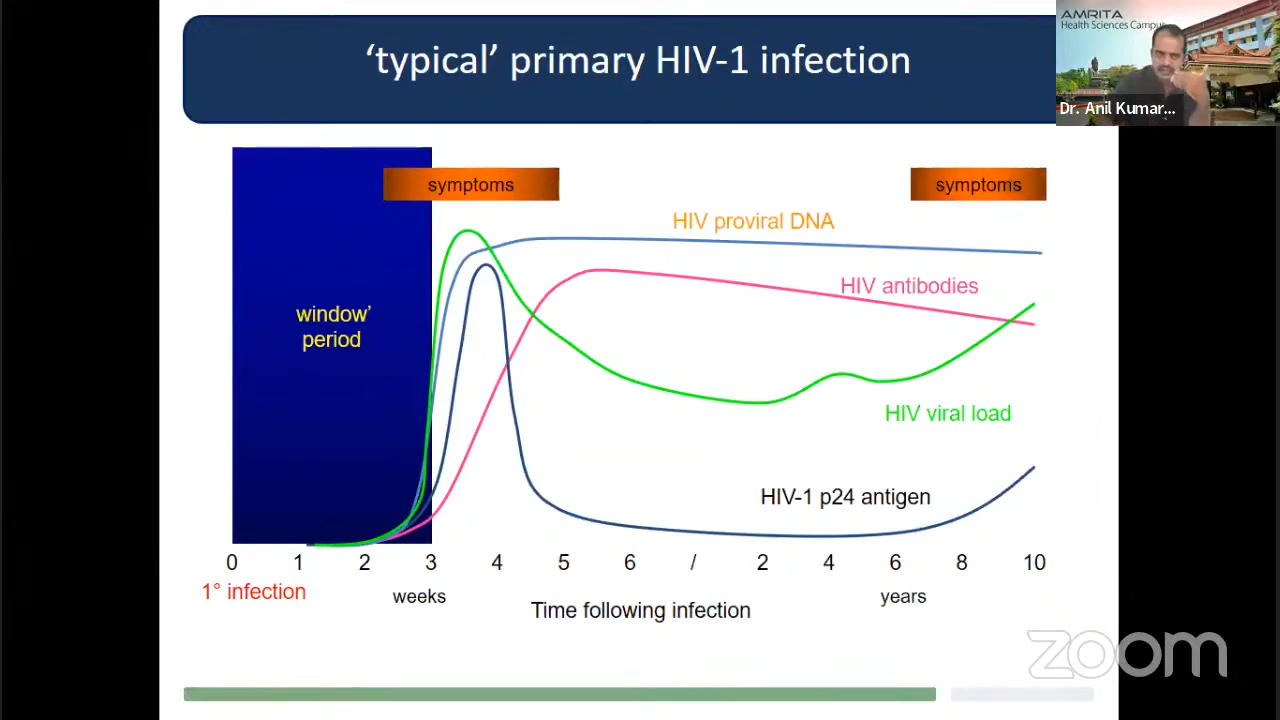 ‘typical’ primary HIV-1 infection
AMRITA
Health Sciences Campus
Dr. Anil Kumar...
symptoms
symptoms
HIV proviral DNA
HIV antibodies
window’
period
HIV viral load
HIV-1 p24 antigen
0 1 2 3 4 5 6 / 2 4 6 8 10
1° infection
weeks
years
Time following infection
zoom